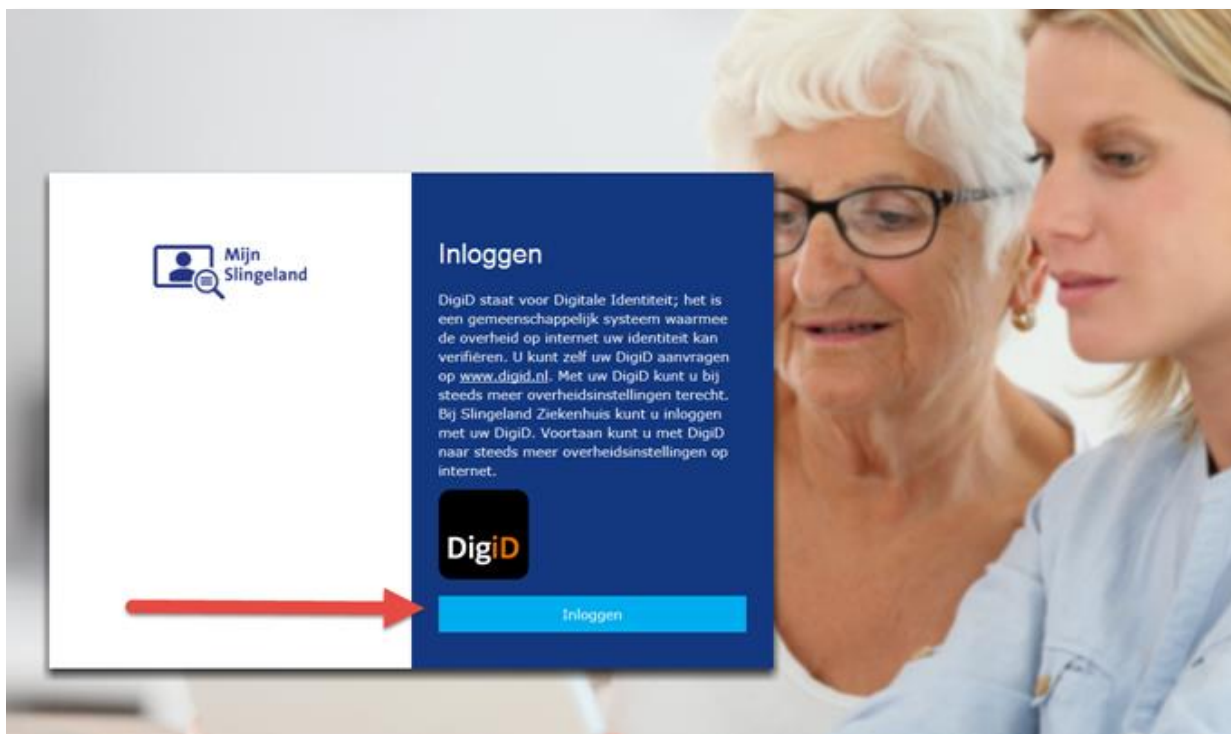 Mijn
Slingeland
Inloggen
DigiD staat voor Digitale Identiteit; het is
een gemeenschappelijk systeem waarmee
de overheid op internet uw identiteit kan
verifiëren. U kunt zelf uw DigiD aanvragen
op www.digid.nl. Met uw DigiD kunt u bij
steeds meer overheidsinstellingen terecht.
Bij Slingeland Ziekenhuis kunt u inloggen
met uw DigiD. Voortaan kunt u met DigiD
naar steeds meer overheidsinstellingen op
internet.
DigiD
Inloggen